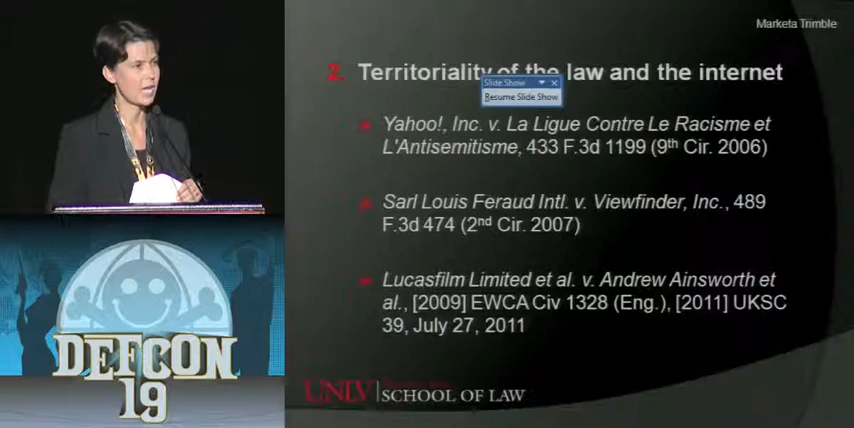 Marketa Trimble
2. Territoriality of the law and the internet
Slide Show
Resume Slide Show
Yahoo!, Inc. v. La Ligue Contre Le Racisme et
L'Antisemitisme, 433 F.3d 1199 (9th Cir. 2006)
Sarl Louis Feraud Intl. v. Viewfinder, Inc., 489
F.3d 474 (2nd Cir. 2007)
Lucasfilm Limited et al. v. Andrew Ainsworth et
al., [2009] EWCA Civ 1328 (Eng.), [2011] UKSC
39, July 27, 2011
UNLV SCHOOL OF LAW
DEFCON
19